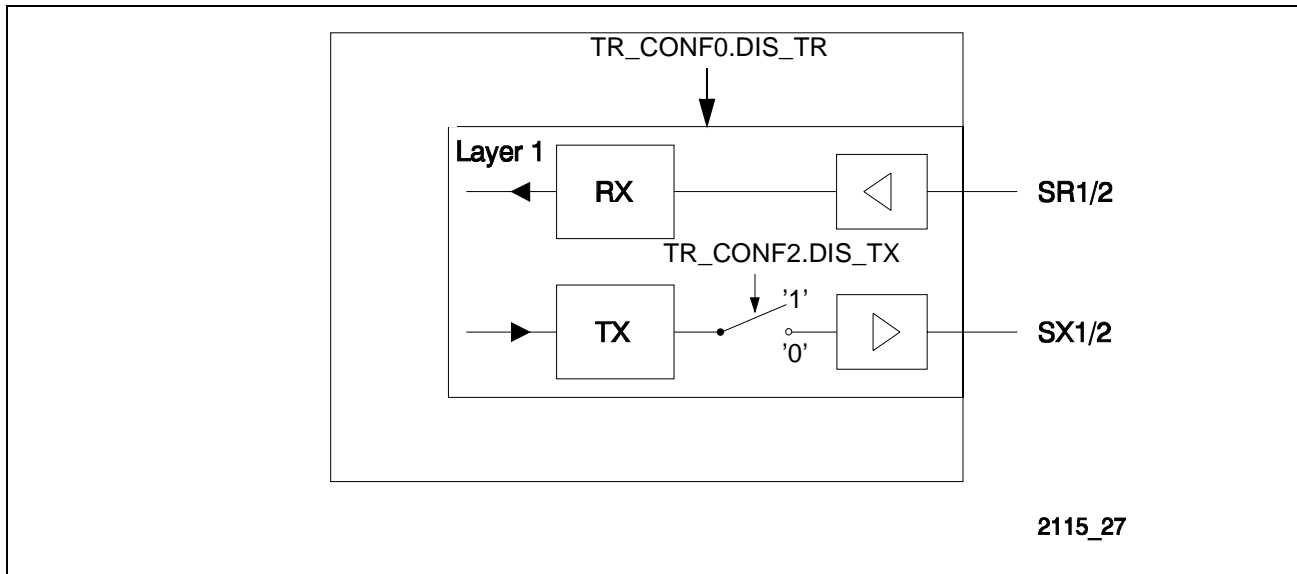 TR_CONF0.DIS_TR
Layer 1
RX
SR1/2
TR_CONF2.DIS_TX
'1'
TX
'0'
SX1/2
2115_27